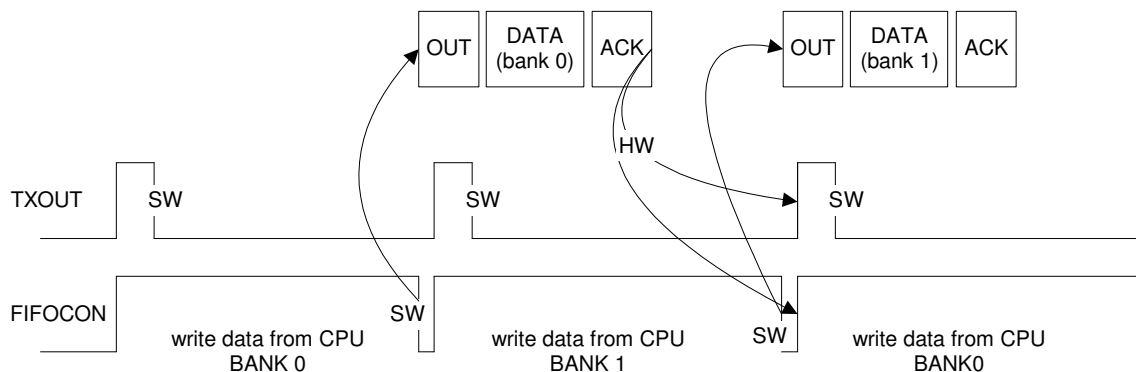 OUT DATA (bank 0) ACK OUT DATA (bank 1) ACK
HW
TXOUT SW SW SW
FIFOCON SW SW
write data from CPU BANK 0
write data from CPU BANK 1
write data from CPU BANK0